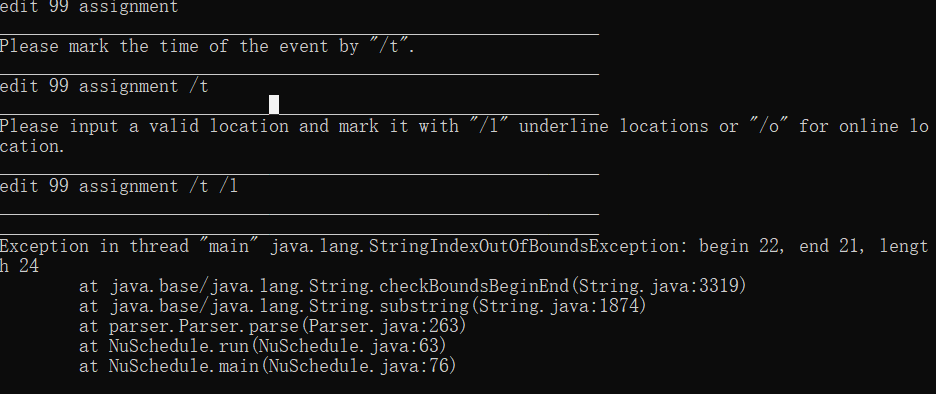 edit 99 assignment
Please mark the time of the event by "/t".
edit 99 assignment /t
Please input a valid location and mark it with "/l" underline locations or "/o" for online lo
cation.
edit 99 assignment /t /l
Exception in thread "main" java.lang.StringIndexOutOfBoundsException: begin 22, end 21, lengt
h 24
        at java.base/java.lang.String.checkBoundsBeginEnd(String.java:3319)
        at java.base/java.lang.String.substring(String.java:1874)
        at parser.Parser.parse(Parser.java:263)
        at NuSchedule.run(NuSchedule.java:63)
        at NuSchedule.main(NuSchedule.java:76)